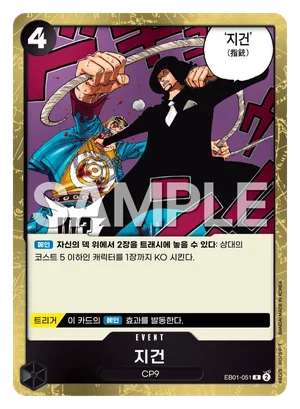 4
'지건'
(指銃)
SAMPLE
메인 자신의 덱 위에서 2장을 트래시에 놓을 수 있다: 상대의
코스트 5 이하인 캐릭터를 1장까지 KO 시킨다.
트리거 이 카드의 메인 효과를 발동한다.
EVENT
지건
CP9
EB01-051 R 2